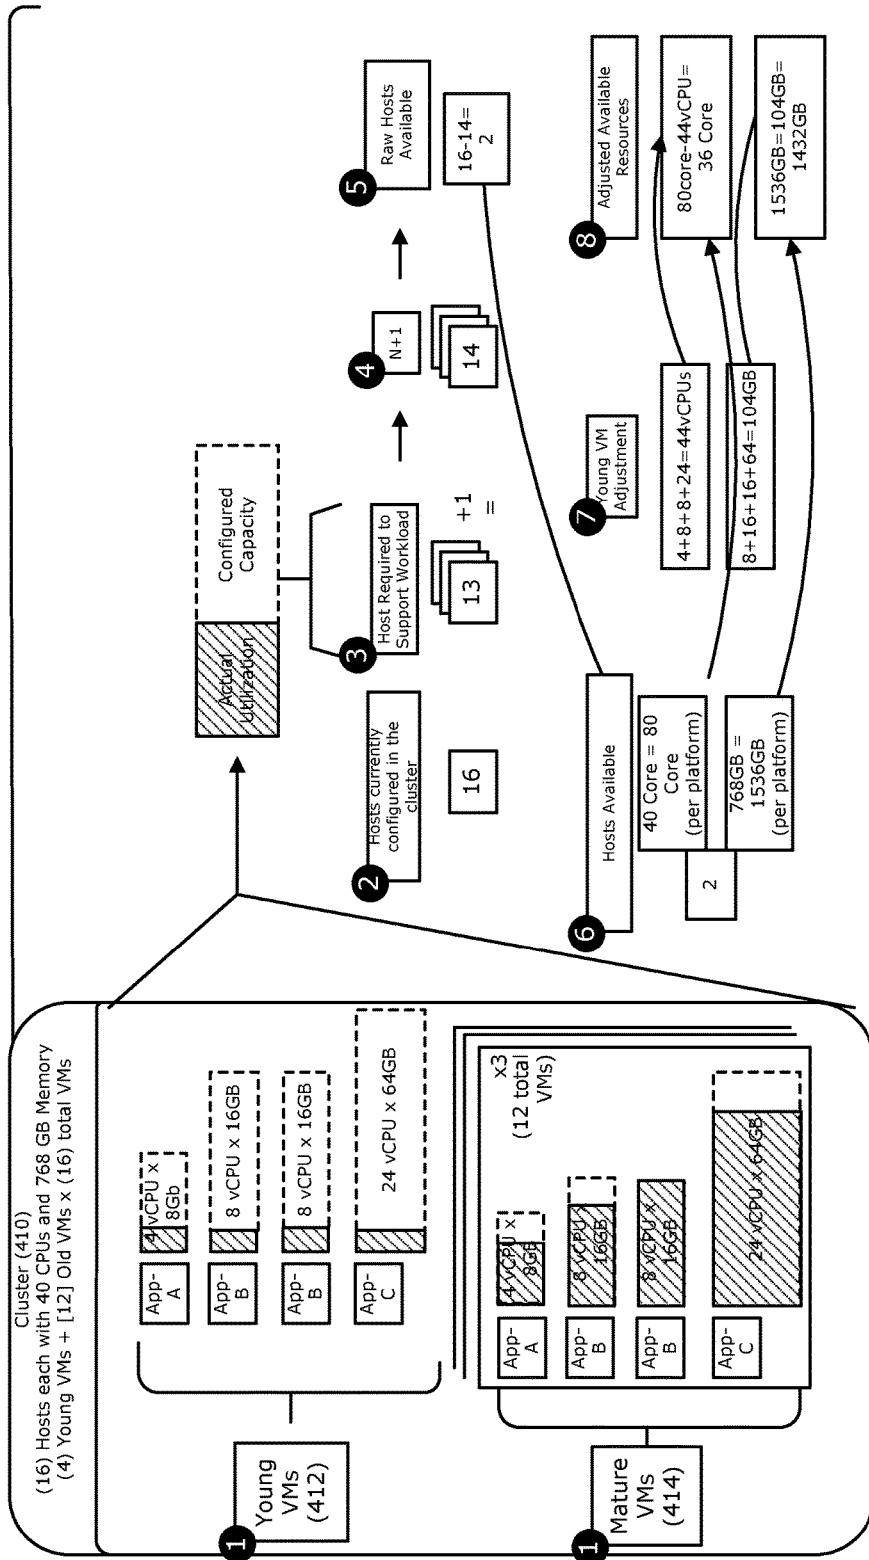 Cluster (410)
(16) Hosts each with 40 CPUs and 768 GB Memory
(4) Young VMs + [12] Old VMs x (16) total VMs
1
Young
VMs
(412)
App-
A
4 vCPU x
8Gb
App-
B
8 vCPU x 16GB
App-
B
8 vCPU x 16GB
App-
C
24 vCPU x 64GB
1
Mature
VMs
(414)
x3
(12 total
VMs)
App-
A
4 vCPU x
8GB
App-
B
8 vCPU x
16GB
App-
B
8 vCPU x
16GB
App-
C
24 vCPU x 64GB
Actual
Utilization
Configured
Capacity
2
Hosts currently
configured in the
cluster
16
3
Host Required to
Support Workload
13
+1
=
4
N+1
14
5
Raw Hosts
Available
16-14=
2
6
Hosts Available
2
40 Core = 80
Core
(per platform)
768GB =
1536GB
(per platform)
7
Young VM
Adjustment
4+8+8+24=44vCPUs
8+16+16+64=104GB
8
Adjusted Available
Resources
80core-44vCPU=
36 Core
1536GB=104GB=
1432GB